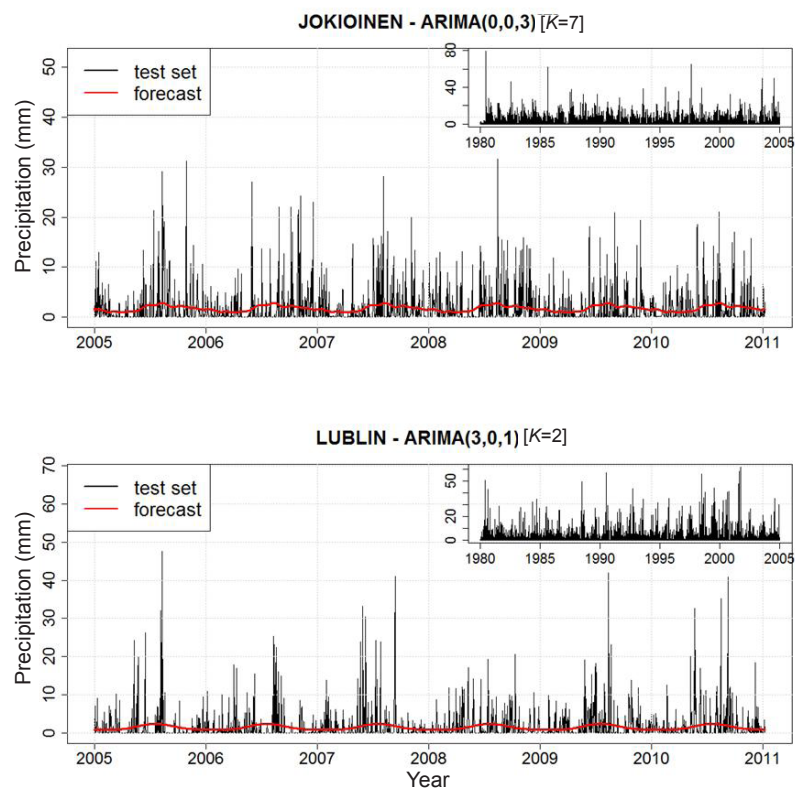 JOKIOINEN - ARIMA(0,0,3) [K=7]
test set
forecast
Precipitation (mm)
50
40
30
20
10
0
80
40
0
1980 1985 1990 1995 2000 2005
2005 2006 2007 2008 2009 2010 2011
LUBLIN - ARIMA(3,0,1) [K=2]
test set
forecast
Precipitation (mm)
70
60
50
40
30
20
10
0
50
20
0
1980 1985 1990 1995 2000 2005
2005 2006 2007 2008 2009 2010 2011
Year